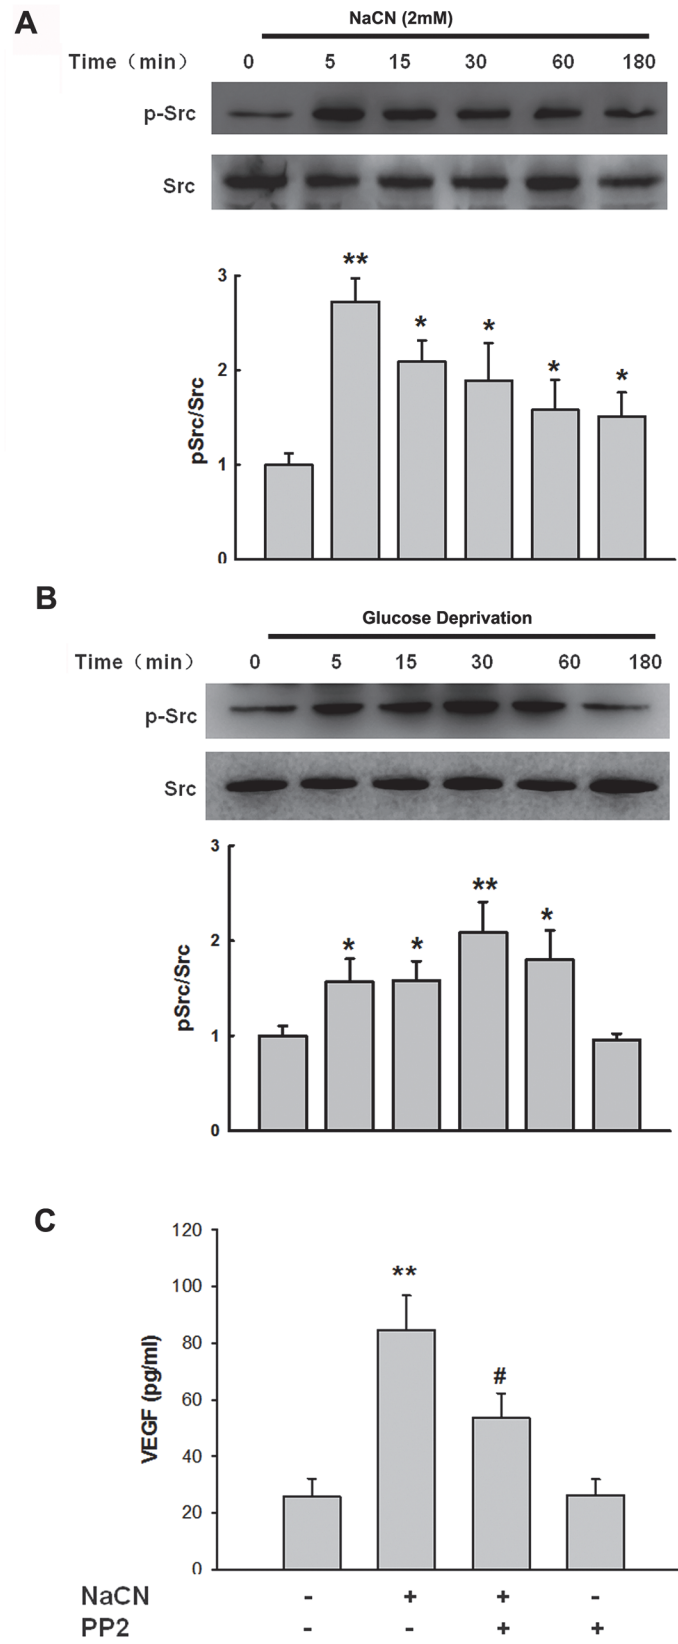 A
NaCN (2mM)
Time（min） 0 5 15 30 60 180
p-Src
Src
**
3
*
*
2
*
*
pSrc/Src
1
0
B
Glucose Deprivation
Time（min） 0 5 15 30 60 180
p-Src
Src
3
**
*
* *
2
pSrc/Src
1
0
C
120
**
100
80
#
VEGF (pg/ml)
60
40
20
0
NaCN - + + -
PP2 - - + +